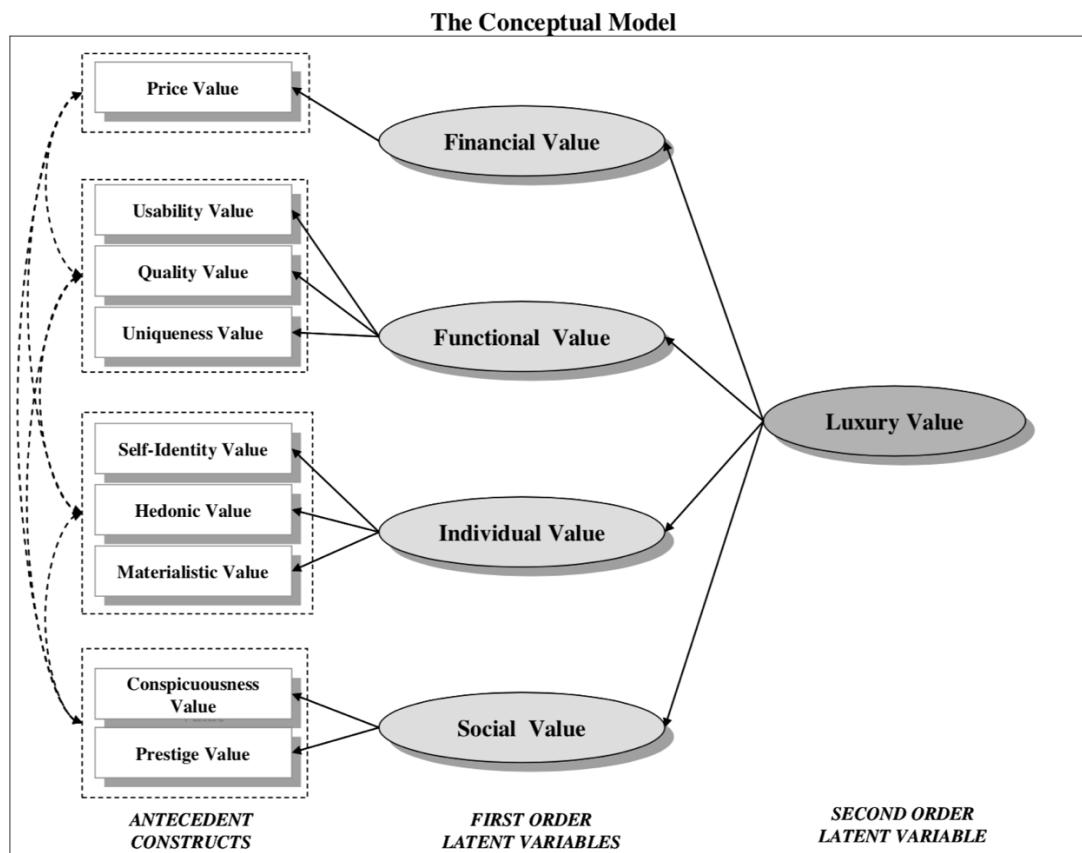 The Conceptual Model
Price Value
Financial Value
Usability Value
Quality Value
Uniqueness Value
Functional Value
Luxury Value
Self-Identity Value
Hedonic Value
Materialistic Value
Individual Value
Conspicuousness
Value
Prestige Value
Social Value
ANTECEDENT
CONSTRUCTS
FIRST ORDER
LATENT VARIABLES
SECOND ORDER
LATENT VARIABLE